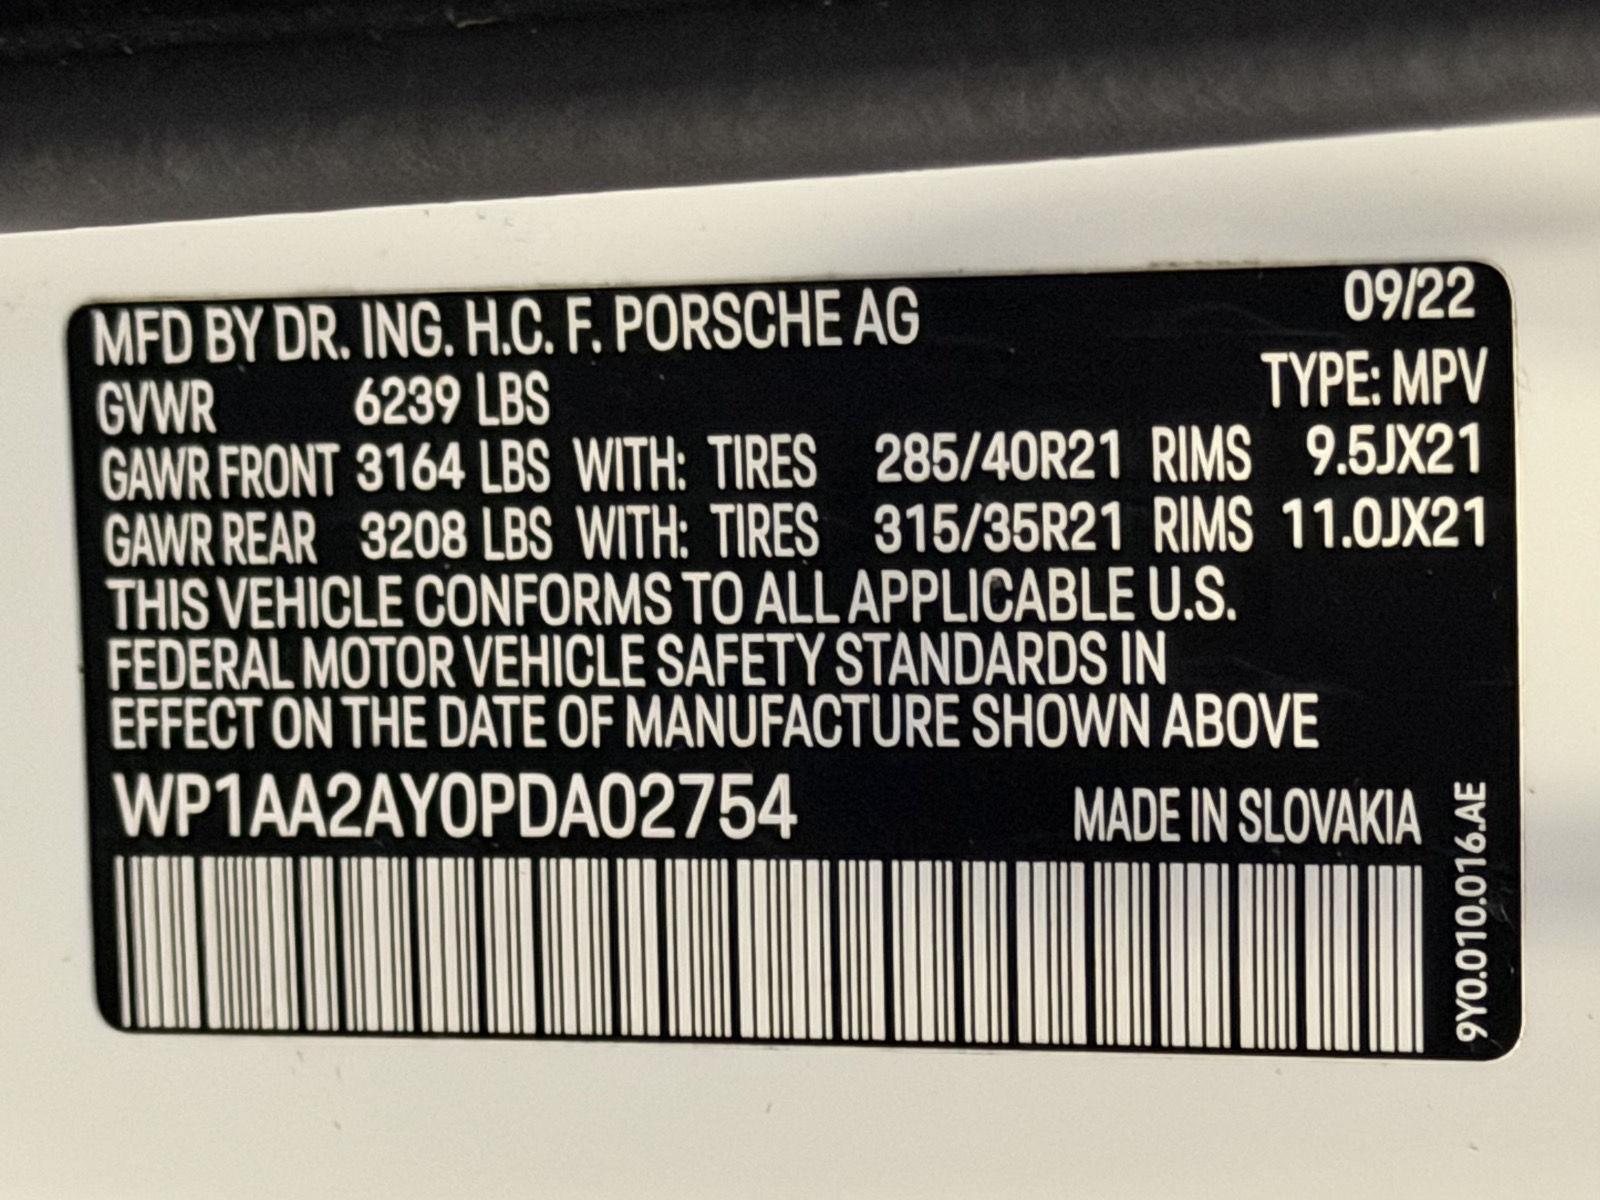 MFD BY DR. ING. H.C. F. PORSCHE AG 09/22
GVWR 6239 LBS TYPE: MPV
GAWR FRONT 3164 LBS WITH: TIRES 285/40R21 RIMS 9.5JX21
GAWR REAR 3208 LBS WITH: TIRES 315/35R21 RIMS 11.0JX21
THIS VEHICLE CONFORMS TO ALL APPLICABLE U.S.
FEDERAL MOTOR VEHICLE SAFETY STANDARDS IN
EFFECT ON THE DATE OF MANUFACTURE SHOWN ABOVE
WP1AA2AY0PDA02754 MADE IN SLOVAKIA
9Y0.010.016.AE